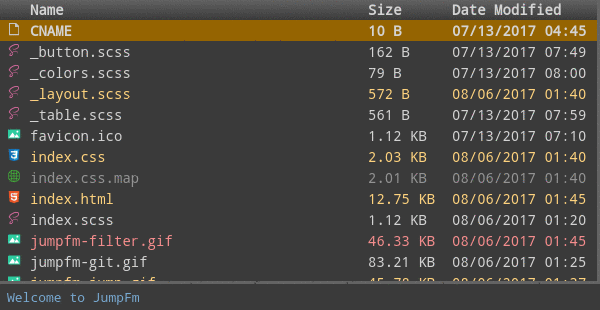 Name Size Date Modified
CNAME 10 B 07/13/2017 04:45
_button.scss 162 B 07/13/2017 07:49
_colors.scss 79 B 07/13/2017 08:00
_layout.scss 572 B 08/06/2017 01:40
_table.scss 561 B 07/13/2017 07:59
favicon.ico 1.12 KB 07/13/2017 07:10
index.css 2.03 KB 08/06/2017 01:40
index.css.map 2.01 KB 08/06/2017 01:40
index.html 12.75 KB 08/06/2017 01:45
index.scss 1.12 KB 08/06/2017 01:20
jumpfm-filter.gif 46.33 KB 08/06/2017 01:45
jumpfm-git.gif 83.21 KB 08/06/2017 01:25
jumpfm-jump.gif 08/06/2017
Welcome to JumpFm